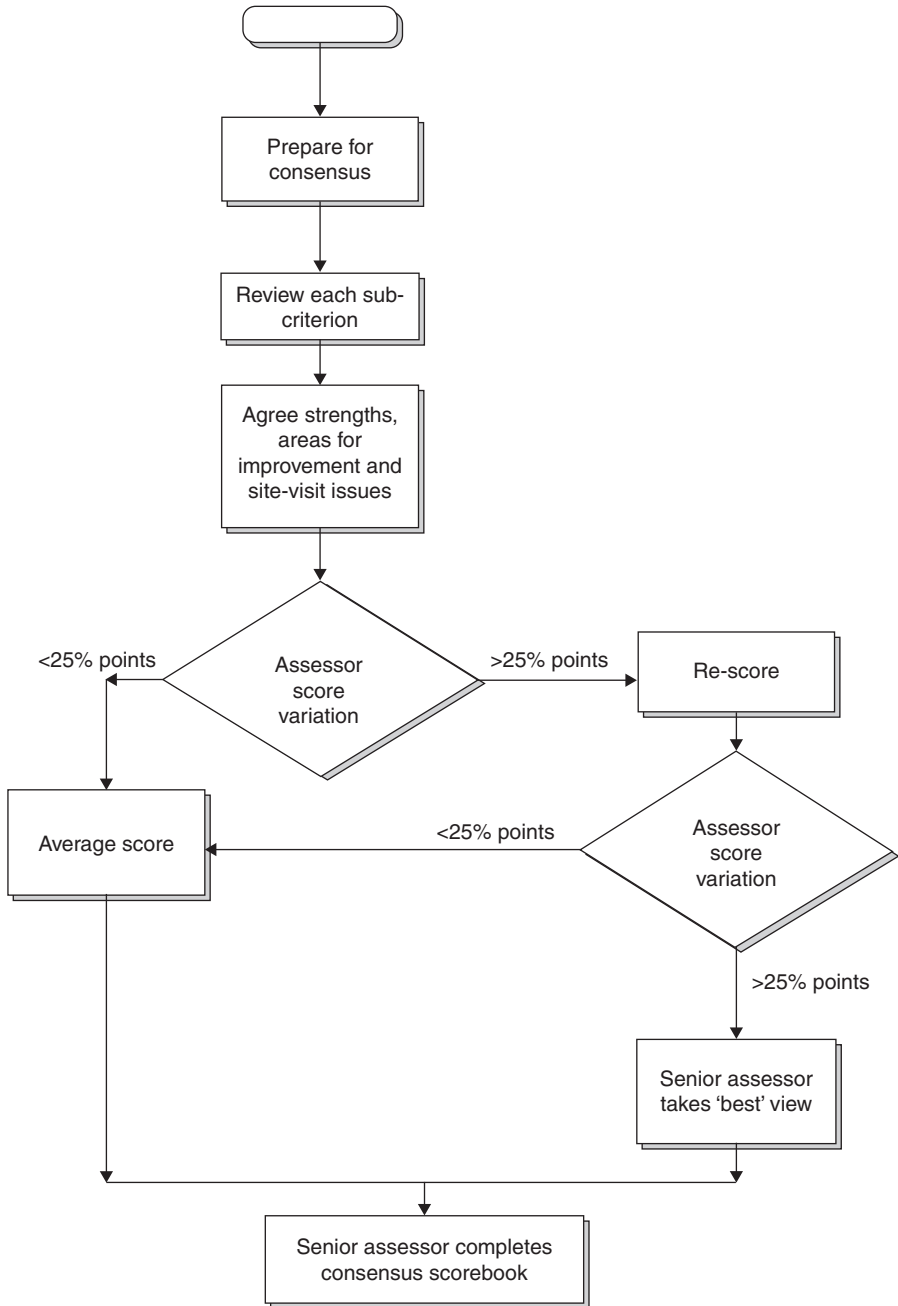 Prepare for
consensus
Review each sub-
criterion
Agree strengths,
areas for
improvement and
site-visit issues
<25% points
Assessor
score
variation
>25% points
Re-score
Average score
<25% points
Assessor
score
variation
>25% points
Senior assessor
takes ‘best’ view
Senior assessor completes
consensus scorebook